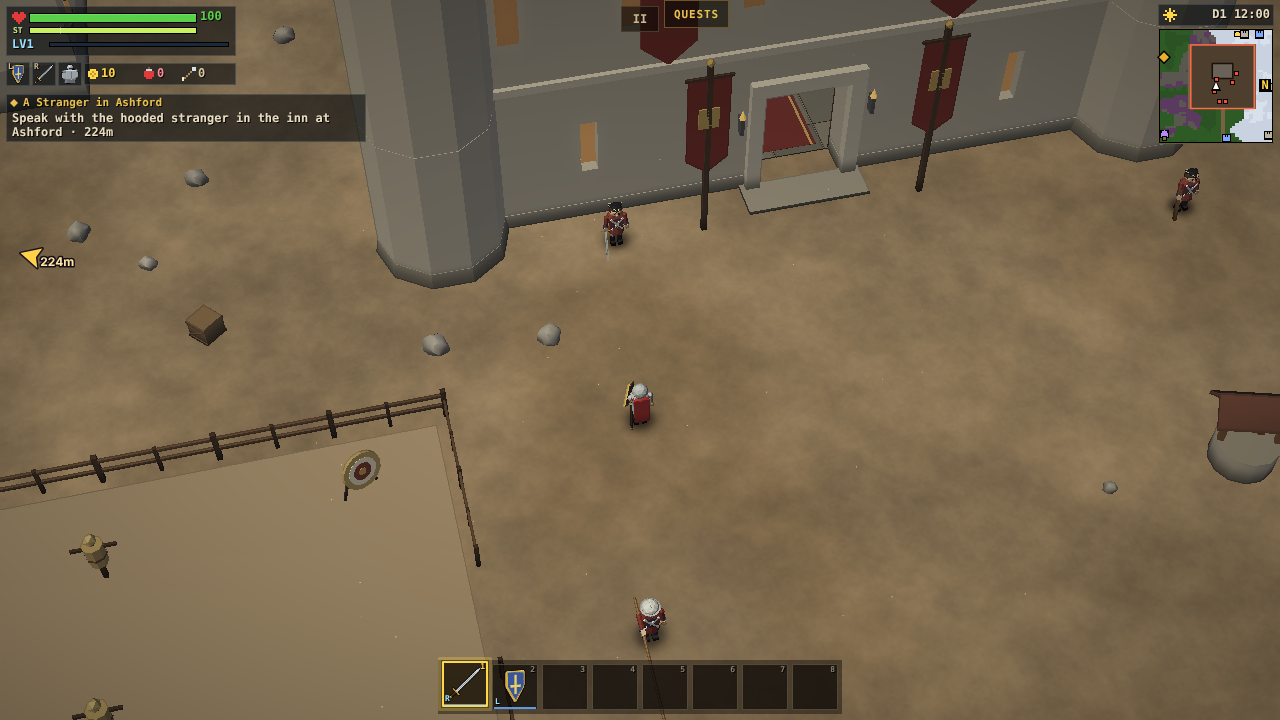 100
II
QUESTS
D1 12:00
ST
LV1
L
R
10
0
0
N
◆ A Stranger in Ashford
Speak with the hooded stranger in the inn at
Ashford · 224m
224m
1
2
3
4
5
6
7
8
R
L